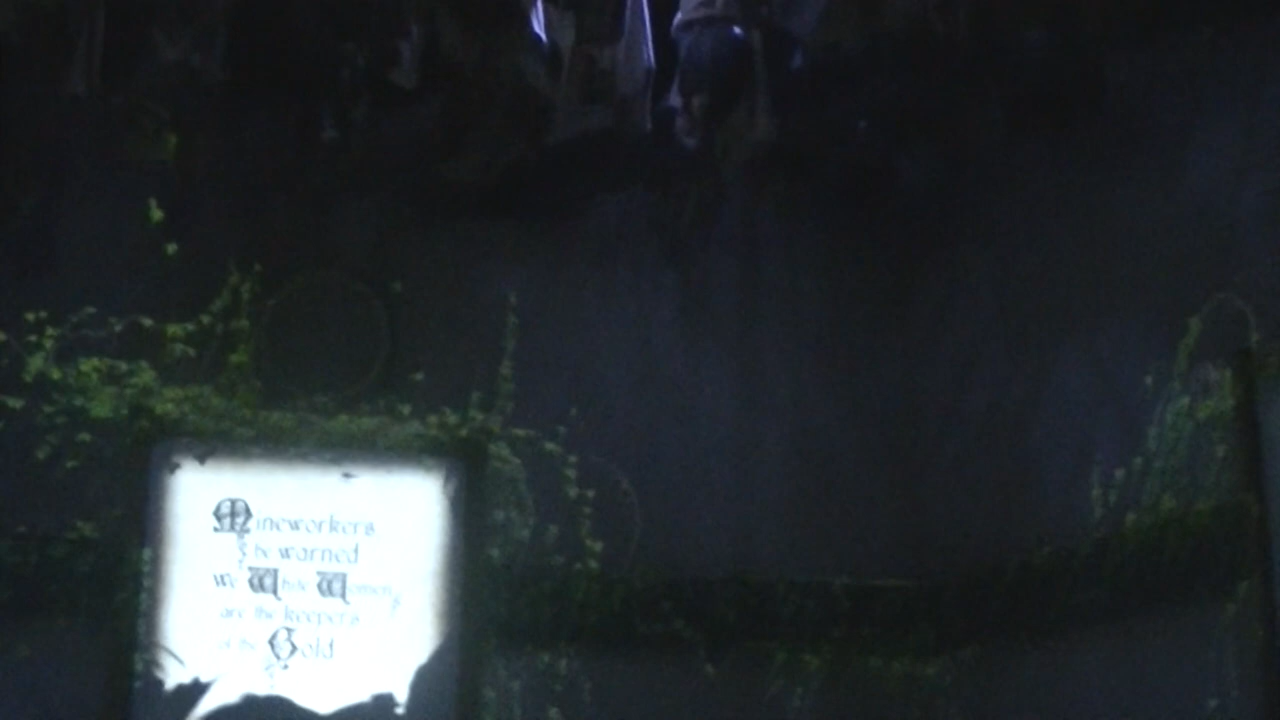 Mineworkers
be warned
we White Women
are the keepers
of the Gold